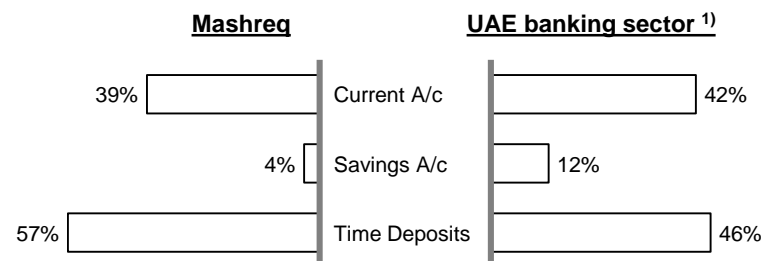 Mashreq UAE banking sector 1)
39% Current A/c 42%
4% Savings A/c 12%
57% Time Deposits 46%